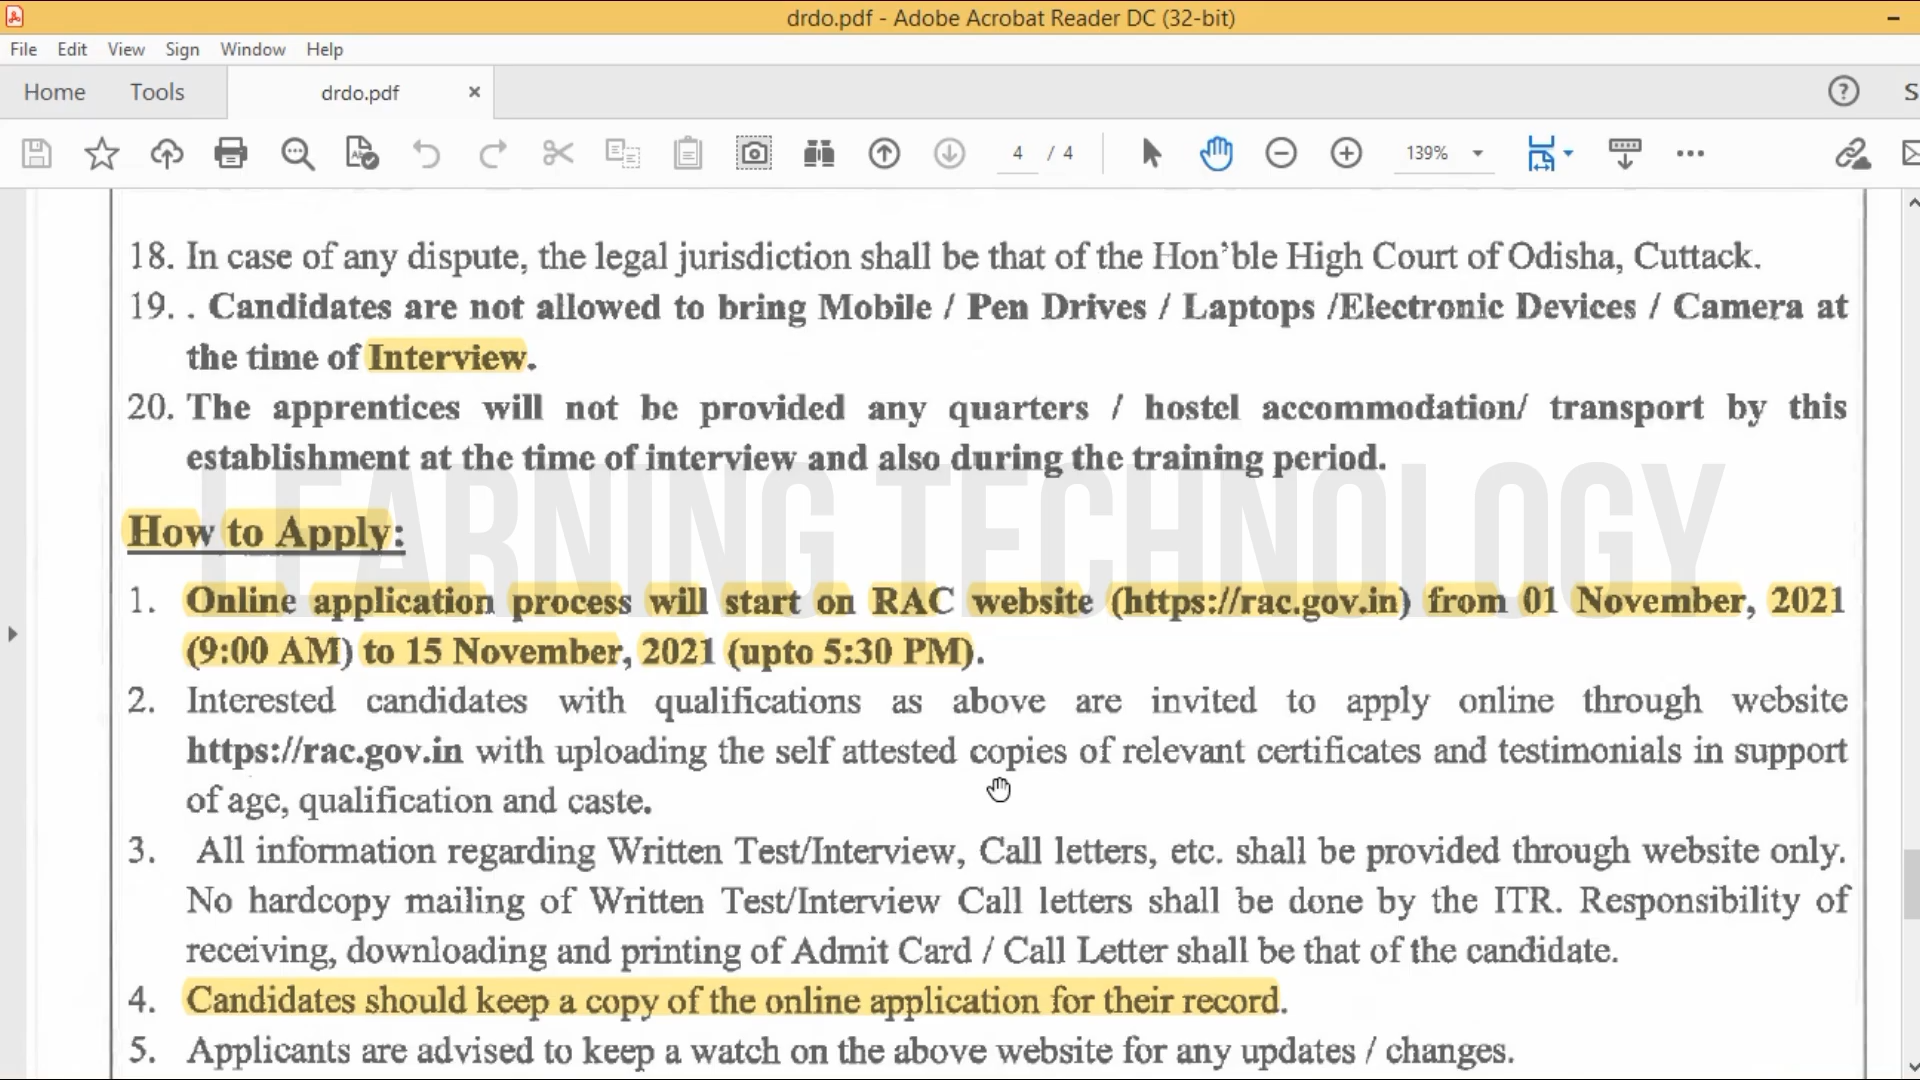 drdo.pdf - Adobe Acrobat Reader DC (32-bit)
File Edit View Sign Window Help
Home Tools drdo.pdf × ? S
4 / 4 139%
18. In case of any dispute, the legal jurisdiction shall be that of the Hon'ble High Court of Odisha, Cuttack.
19. . Candidates are not allowed to bring Mobile / Pen Drives / Laptops /Electronic Devices / Camera at
the time of Interview.
20. The apprentices will not be provided any quarters / hostel accommodation/ transport by this
establishment at the time of interview and also during the training period.
LEARNING TECHNOLOGY
How to Apply:
1. Online application process will start on RAC website (https://rac.gov.in) from 01 November, 2021
(9:00 AM) to 15 November, 2021 (upto 5:30 PM).
2. Interested candidates with qualifications as above are invited to apply online through website
https://rac.gov.in with uploading the self attested copies of relevant certificates and testimonials in support
of age, qualification and caste.
3. All information regarding Written Test/Interview, Call letters, etc. shall be provided through website only.
No hardcopy mailing of Written Test/Interview Call letters shall be done by the ITR. Responsibility of
receiving, downloading and printing of Admit Card / Call Letter shall be that of the candidate.
4. Candidates should keep a copy of the online application for their record.
5. Applicants are advised to keep a watch on the above website for any updates / changes.